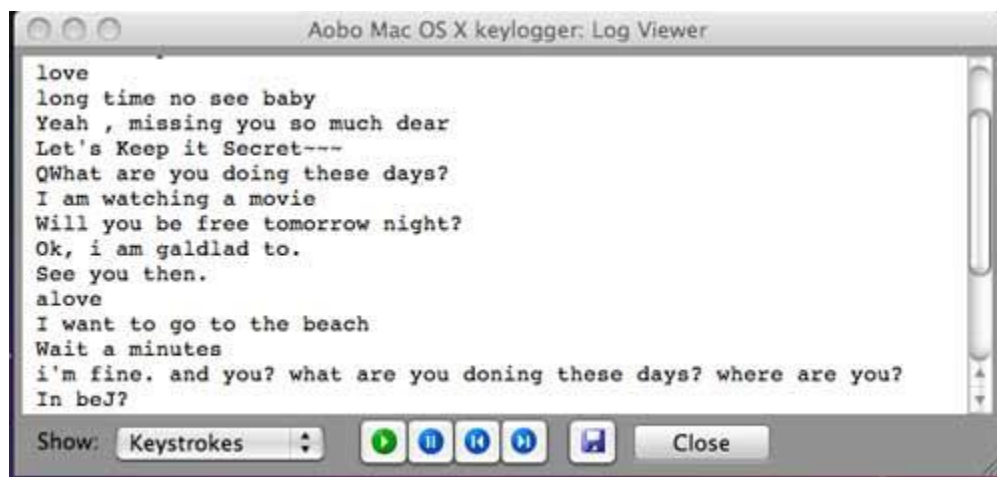 Aobo Mac OS X keylogger: Log Viewer
love
long time no see baby
Yeah , missing you so much dear
Let's Keep it Secret~~~
QWhat are you doing these days?
I am watching a movie
Will you be free tomorrow night?
Ok, i am galdlad to.
See you then.
alove
I want to go to the beach
Wait a minutes
i'm fine. and you? what are you doning these days? where are you?
In beJ?
Show: Keystrokes Close